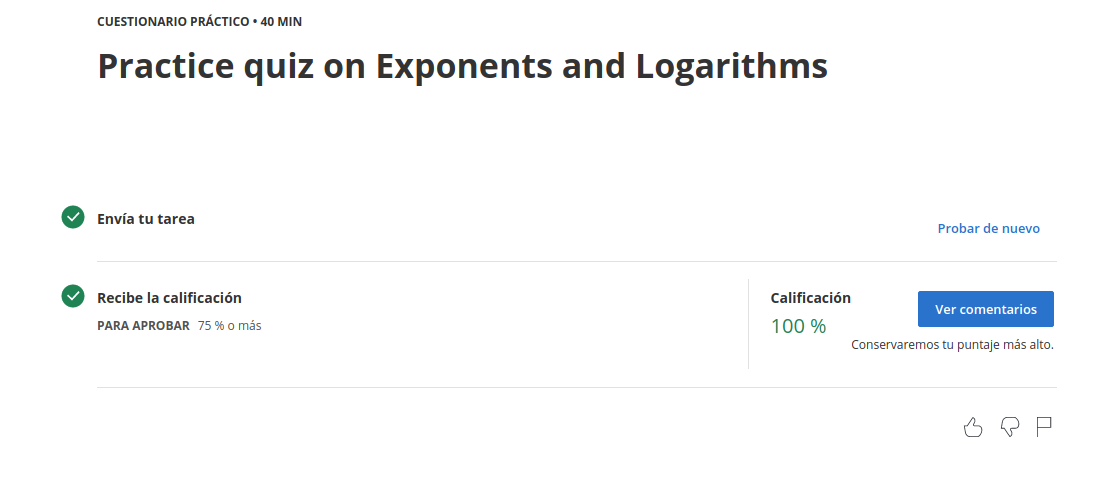 CUESTIONARIO PRÁCTICO • 40 MIN
Practice quiz on Exponents and Logarithms
Envía tu tarea
Probar de nuevo
Recibe la calificación
PARA APROBAR 75 % o más
Calificación
100 %
Ver comentarios
Conservaremos tu puntaje más alto.